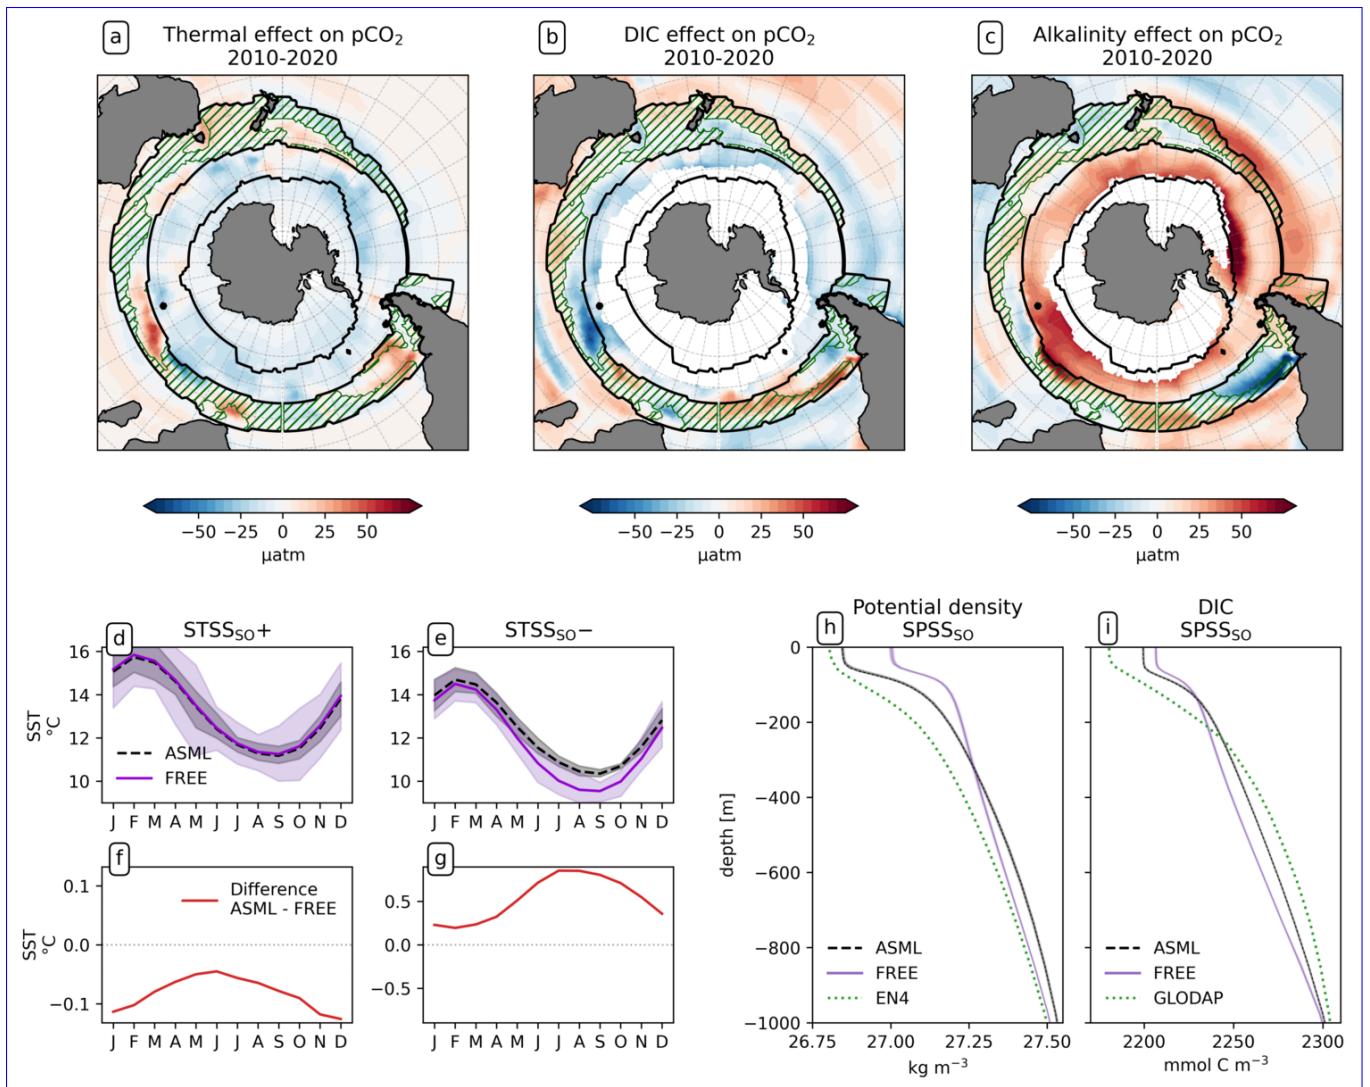 a
Thermal effect on pCO₂
2010-2020
b
DIC effect on pCO₂
2010-2020
c
Alkalinity effect on pCO₂
2010-2020
−50 −25 0 25 50
µatm
−50 −25 0 25 50
µatm
−50 −25 0 25 50
µatm
d
STSS_SO+
16
14
12
10
SST
°C
ASML
FREE
J F M A M J J A S O N D
e
STSS_SO−
16
14
12
10
J F M A M J J A S O N D
f
0.1
0.0
−0.1
SST
°C
Difference
ASML - FREE
J F M A M J J A S O N D
g
0.5
0.0
−0.5
J F M A M J J A S O N D
h
Potential density
SPSS_SO
0
−200
−400
−600
−800
−1000
depth [m]
ASML
FREE
EN4
26.75 27.00 27.25 27.50
kg m⁻³
i
DIC
SPSS_SO
ASML
FREE
GLODAP
2200 2250 2300
mmol C m⁻³